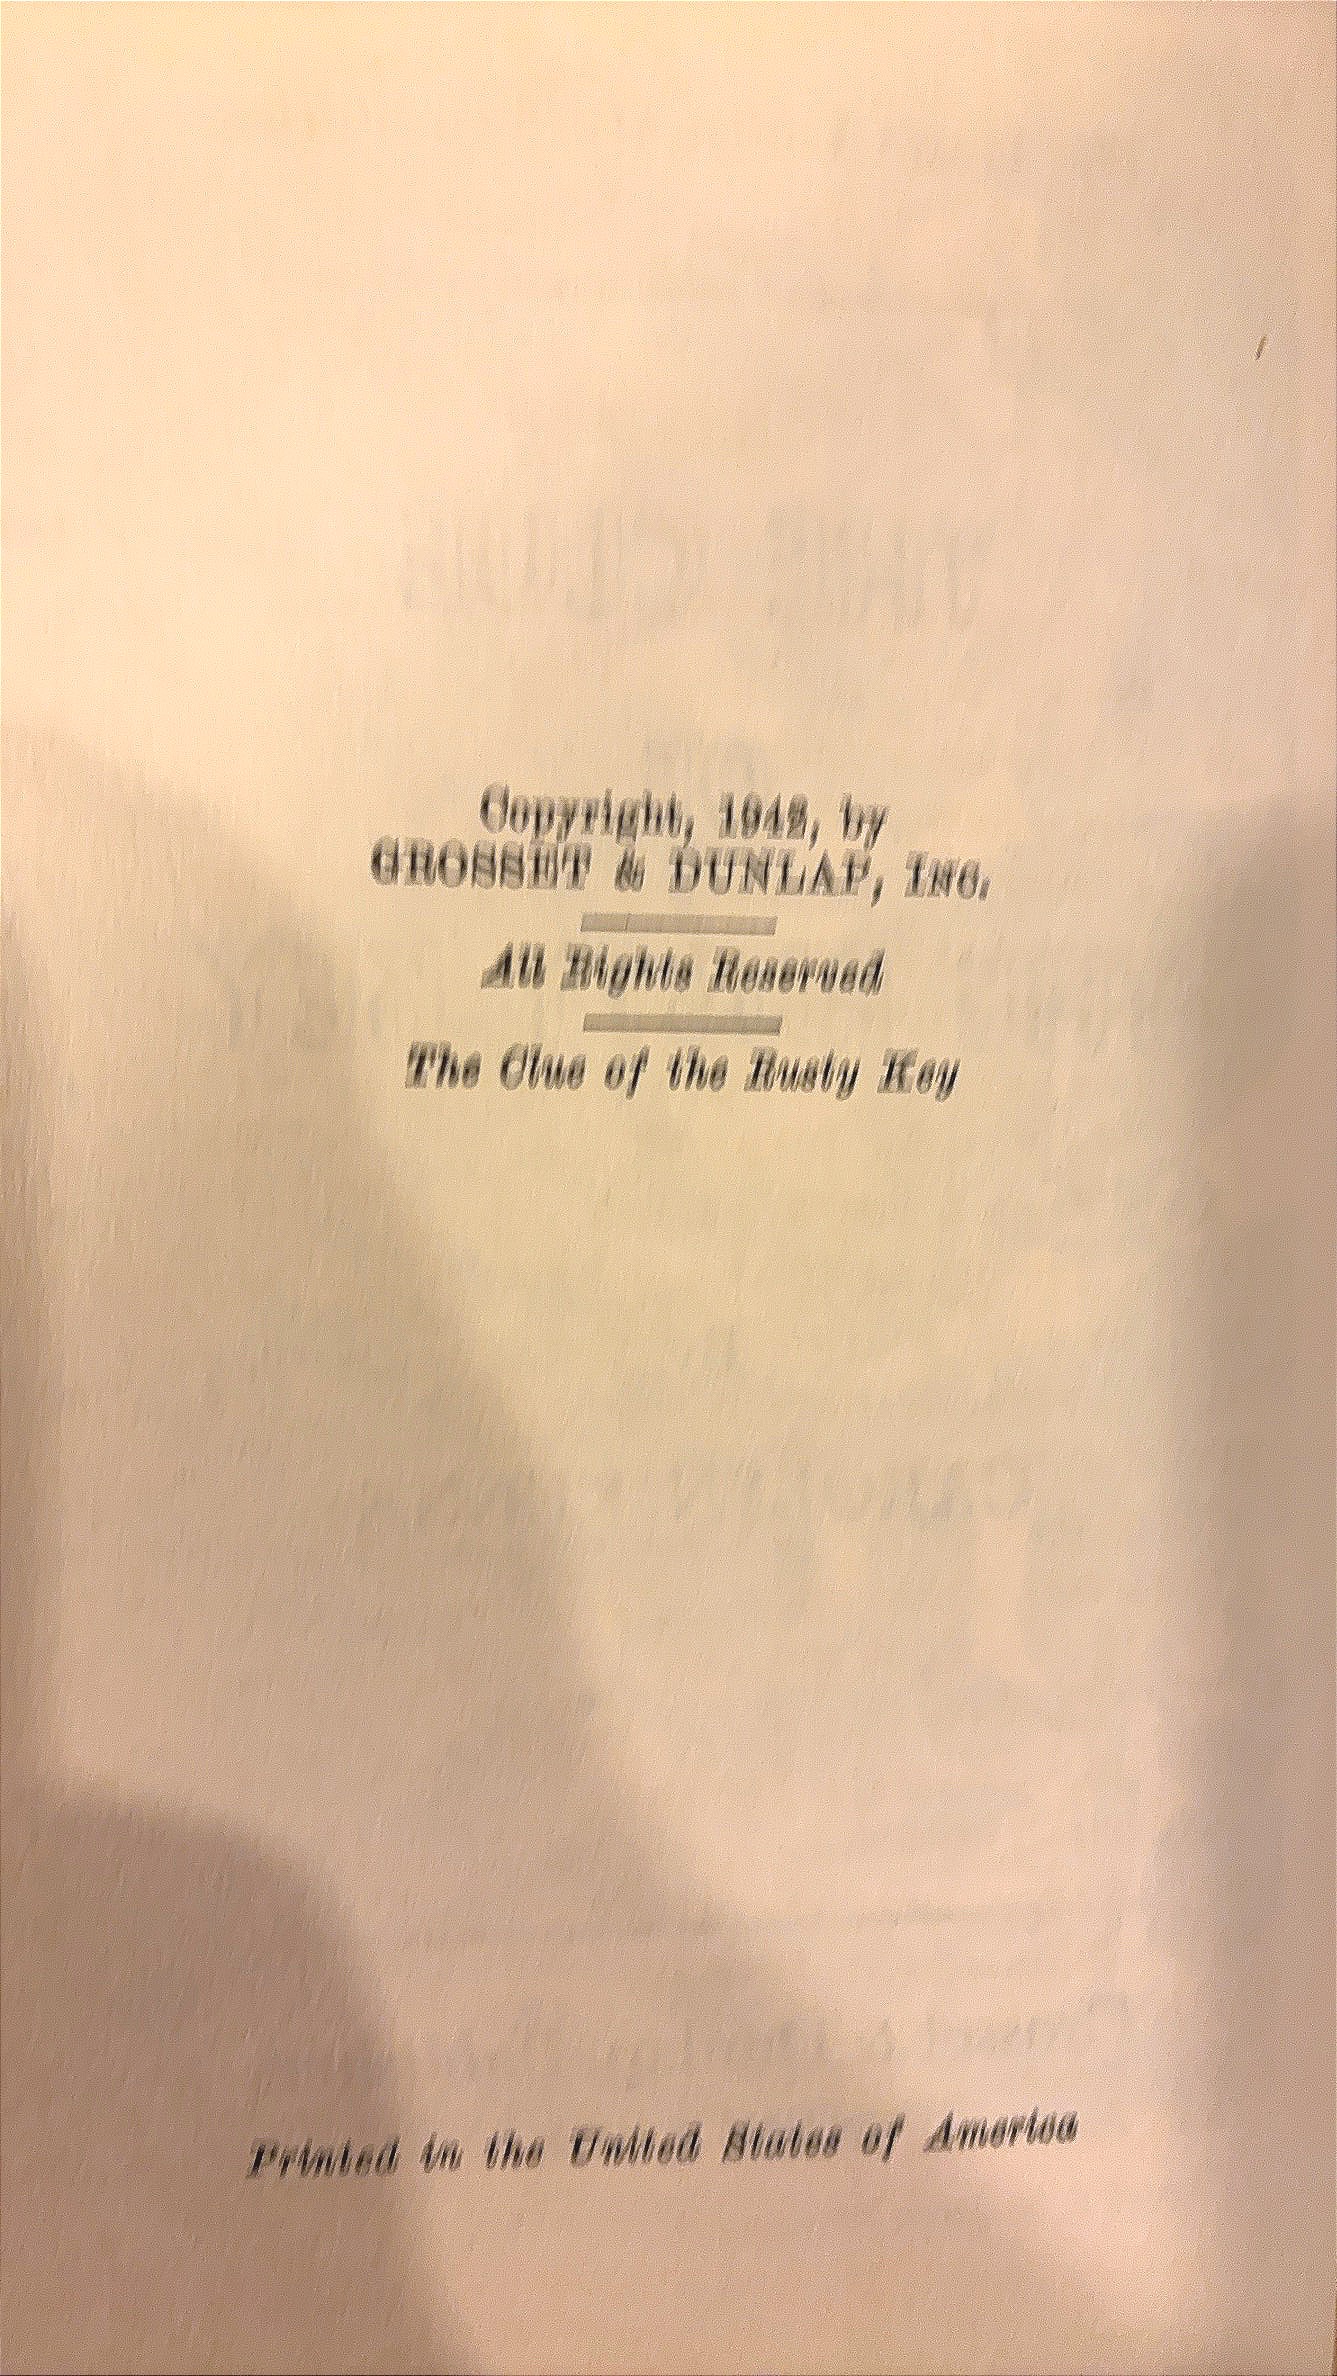 Copyright, 1942, by
GROSSET & DUNLAP, INC.
All Rights Reserved
The Clue of the Rusty Key
Printed in the United States of America